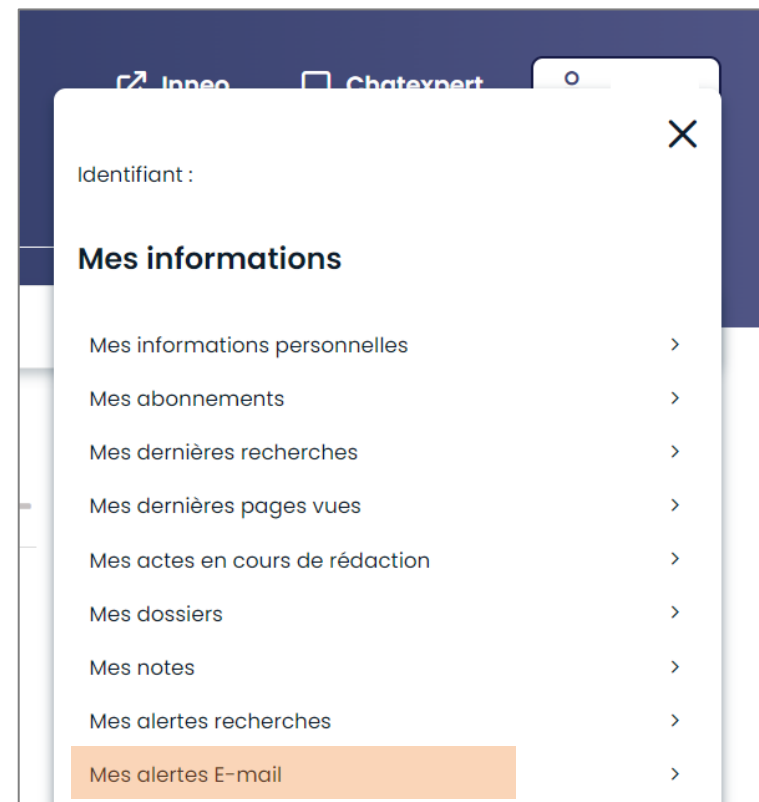 Inneo Chatexpert
Identifiant :
Mes informations
Mes informations personnelles
Mes abonnements
Mes dernières recherches
Mes dernières pages vues
Mes actes en cours de rédaction
Mes dossiers
Mes notes
Mes alertes recherches
Mes alertes E-mail